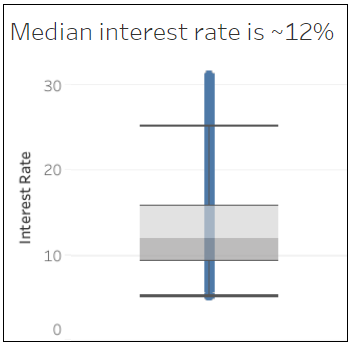 Median interest rate is ~12%
30
20
10
0
Interest Rate